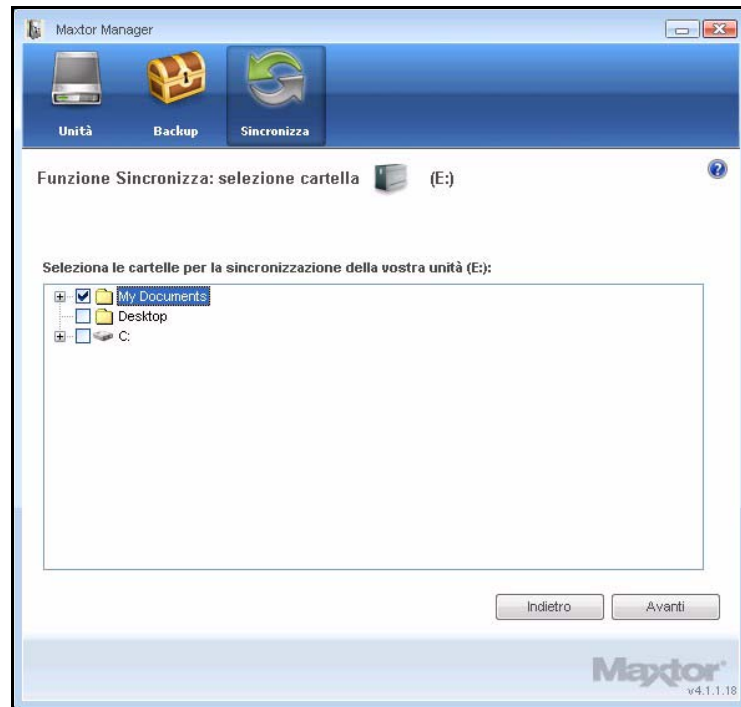 Maxtor Manager
Unità Backup Sincronizza
Funzione Sincronizza: selezione cartella (E:)
Seleziona le cartelle per la sincronizzazione della vostra unità (E:):
My Documents
Desktop
C:
Indietro Avanti
Maxtor
v4.1.1.18